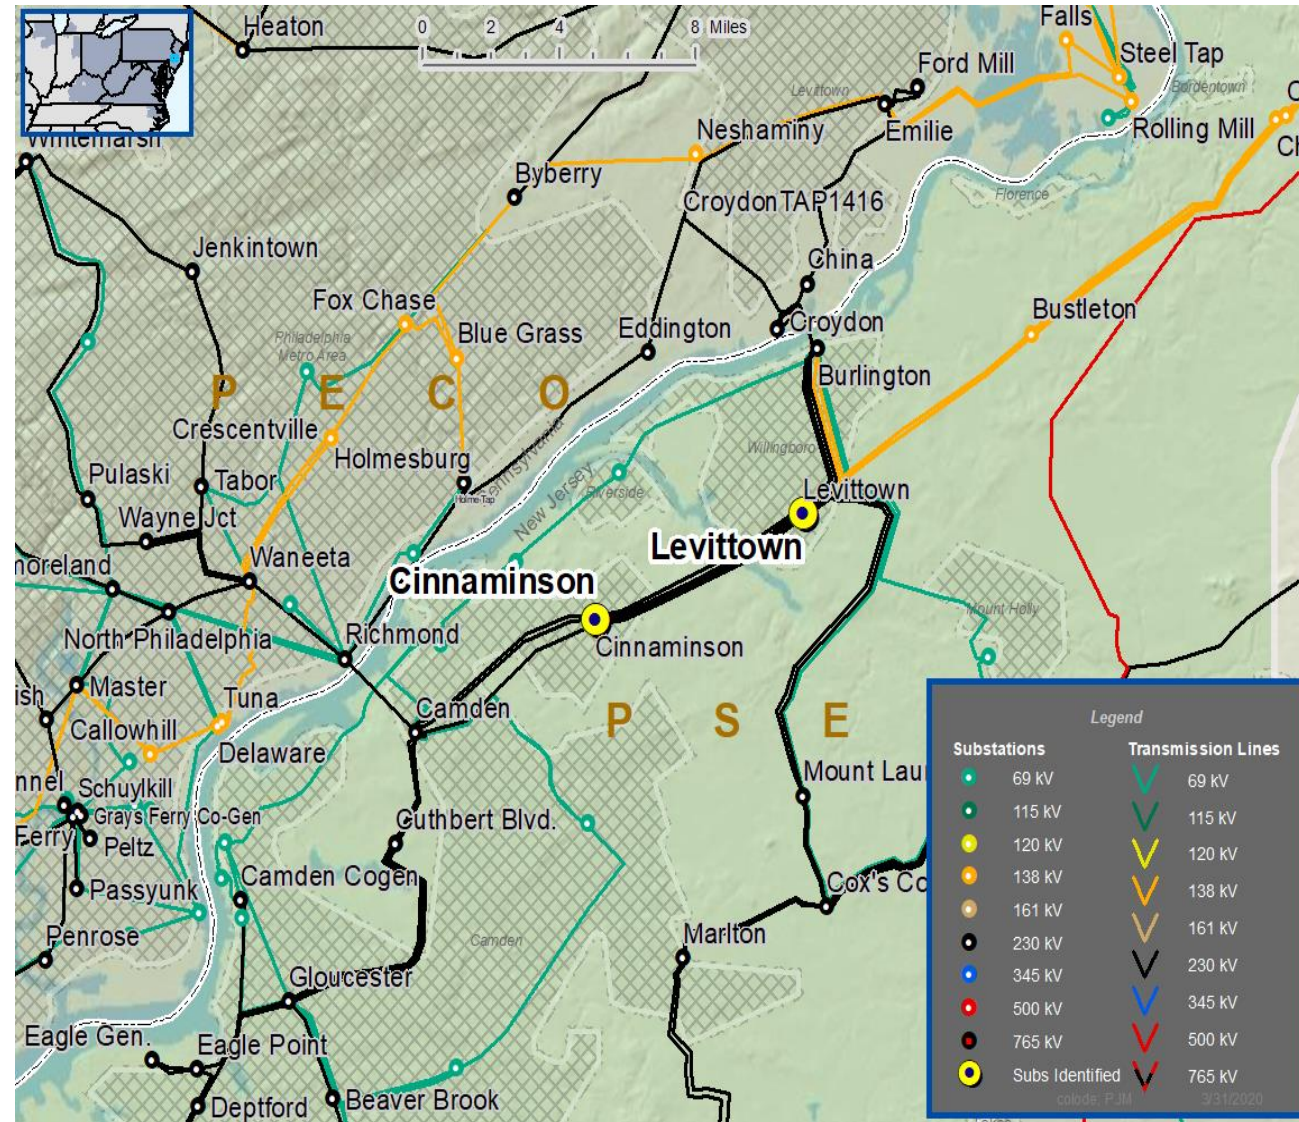 Heaton
0 2 4 8 Miles
Falls
Steel Tap
Ford Mill
Levittown
Bordentown
Neshaminy
Emilie
Rolling Mill
Whitemarsh
Byberry
CroydonTAP1416
Florence
Jenkintown
China
Fox Chase
Bustleton
Philadelphia
Metro Area
Blue Grass
Eddington
Croydon
P E C O
Burlington
Crescentville
Holmesburg
Pennsylvania
Willingboro
Pulaski
Tabor
Holme Tap
New Jersey
Riverside
Levittown
Wayne Jct
Levittown
Waneeta
moreland
Cinnaminson
Mount Holly
North Philadelphia
Richmond
Cinnaminson
Master
Tuna
Camden
P S E
Callowhill
Delaware
Mount Lau
nnel
Schuylkill
Grays Ferry Co-Gen
Cuthbert Blvd.
Ferry
Peltz
Passyunk
Camden Cogen
Cox's Co
Penrose
Camden
Marlton
Gloucester
Eagle Gen.
Eagle Point
Deptford
Beaver Brook
Legend
Substations Transmission Lines
69 kV 69 kV
115 kV 115 kV
120 kV 120 kV
138 kV 138 kV
161 kV 161 kV
230 kV 230 kV
345 kV 345 kV
500 kV 500 kV
765 kV 765 kV
Subs Identified
colode; PJM 3/31/2020